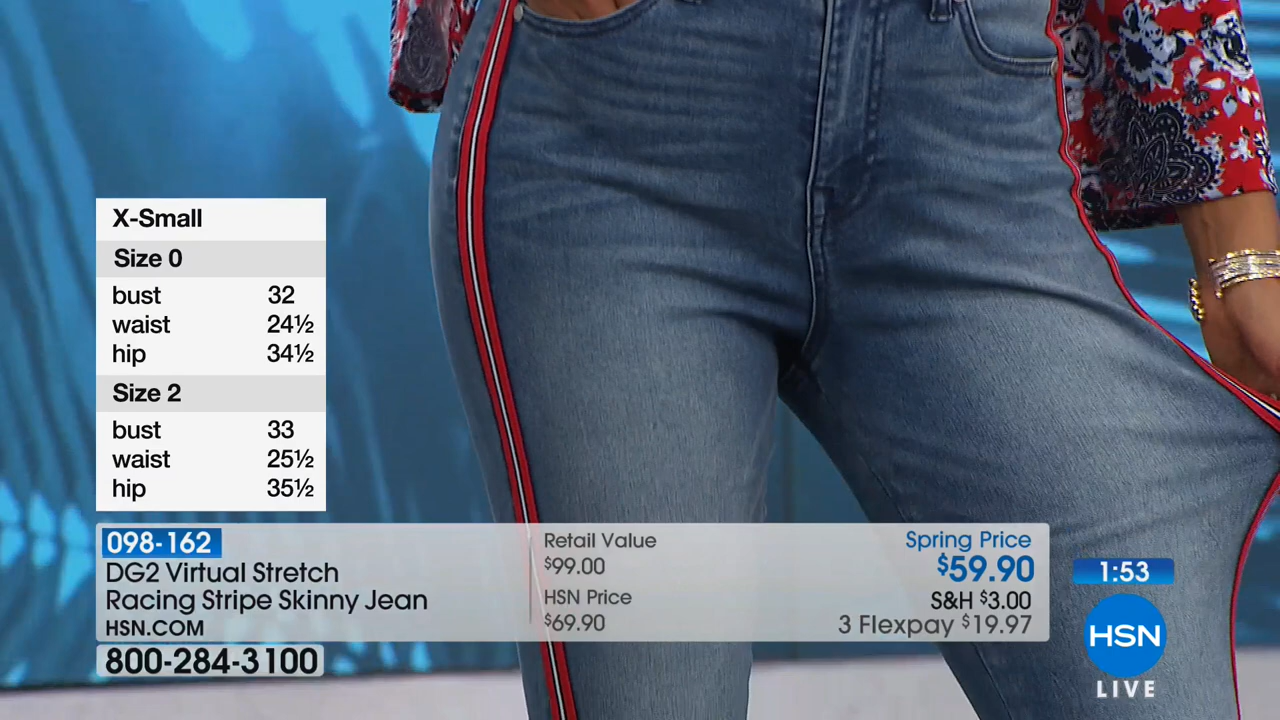 X-Small
Size 0
bust 32
waist 24½
hip 34½
Size 2
bust 33
waist 25½
hip 35½
098-162
DG2 Virtual Stretch
Racing Stripe Skinny Jean
HSN.COM
800-284-3100
Retail Value
$99.00
HSN Price
$69.90
Spring Price
$59.90
S&H $3.00
3 Flexpay $19.97
1:53
HSN
LIVE